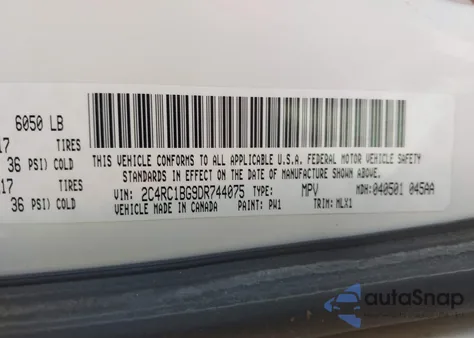 6050 LB
17 TIRES
36 PSI) COLD
17 TIRES
36 PSI) COLD
THIS VEHICLE CONFORMS TO ALL APPLICABLE U.S.A. FEDERAL MOTOR VEHICLE SAFETY
STANDARDS IN EFFECT ON THE DATE OF MANUFACTURE SHOWN ABOVE.
VIN: 2C4RC1BG9DR744075 TYPE: MPV MDH: 040501 045AA
VEHICLE MADE IN CANADA PAINT: PW1 TRIM: MLX1
autoSnap